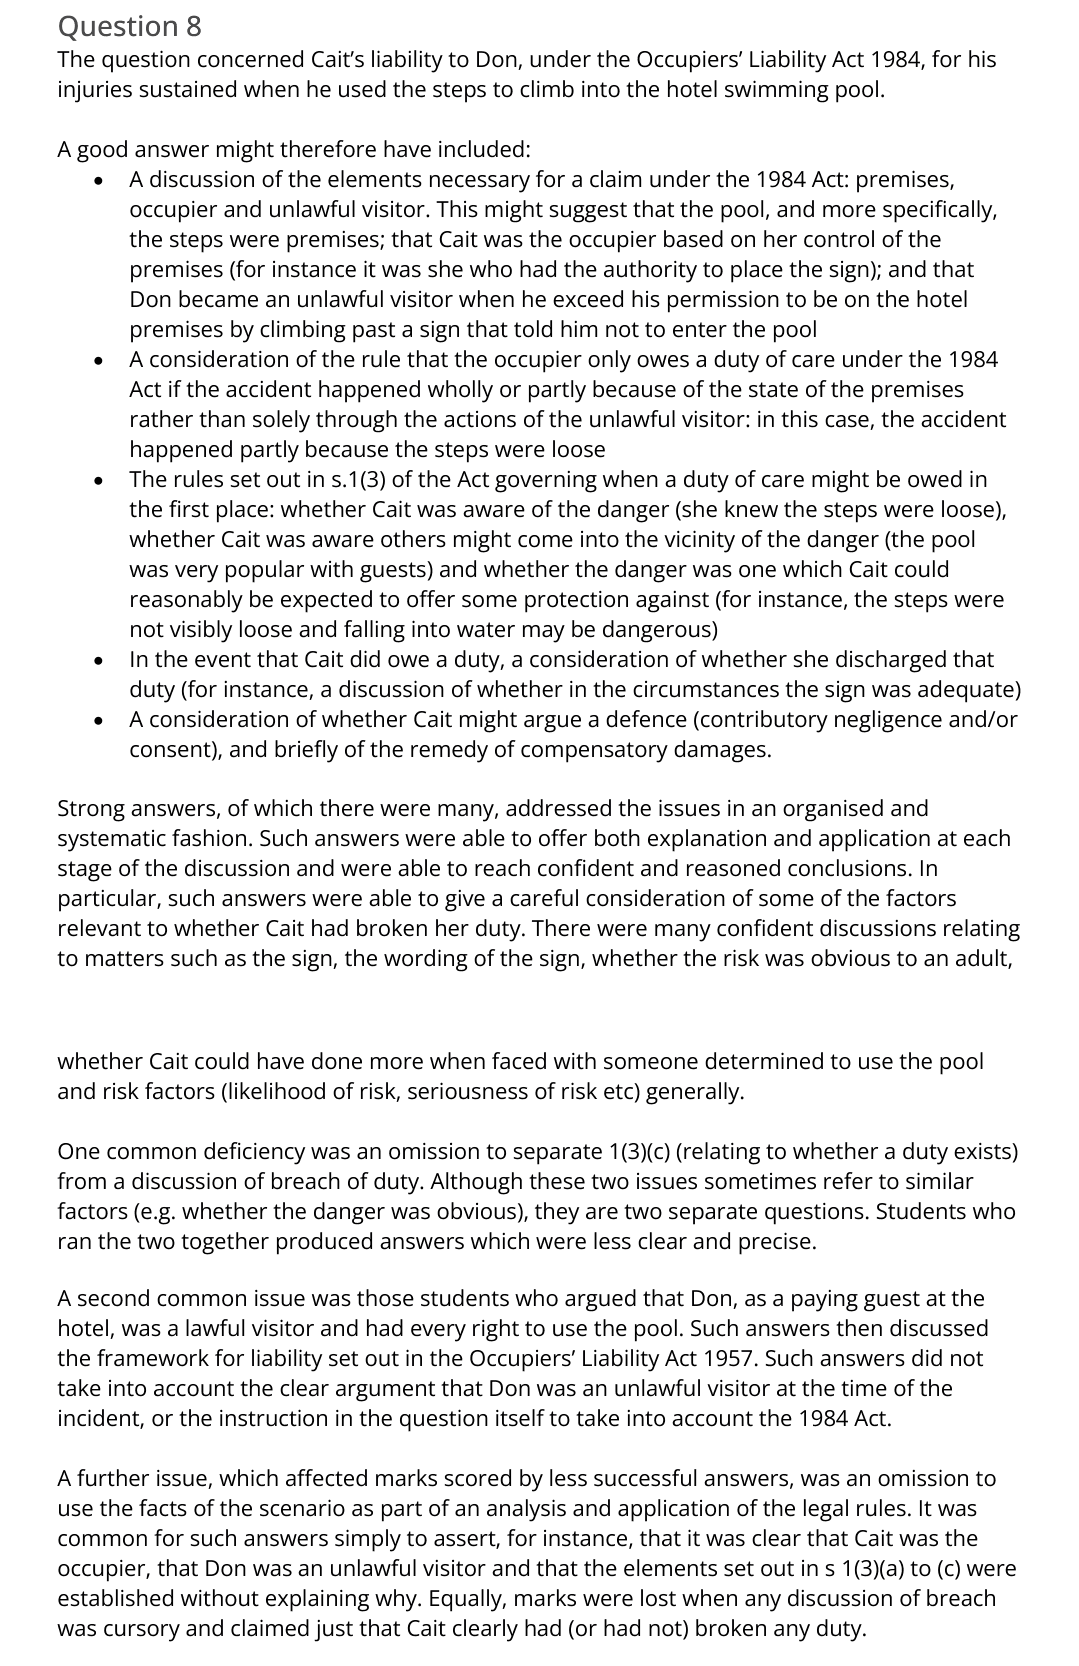 Question 8
The question concerned Cait’s liability to Don, under the Occupiers’ Liability Act 1984, for his
injuries sustained when he used the steps to climb into the hotel swimming pool.
A good answer might therefore have included:
• A discussion of the elements necessary for a claim under the 1984 Act: premises,
occupier and unlawful visitor. This might suggest that the pool, and more specifically,
the steps were premises; that Cait was the occupier based on her control of the
premises (for instance it was she who had the authority to place the sign); and that
Don became an unlawful visitor when he exceed his permission to be on the hotel
premises by climbing past a sign that told him not to enter the pool
• A consideration of the rule that the occupier only owes a duty of care under the 1984
Act if the accident happened wholly or partly because of the state of the premises
rather than solely through the actions of the unlawful visitor: in this case, the accident
happened partly because the steps were loose
• The rules set out in s.1(3) of the Act governing when a duty of care might be owed in
the first place: whether Cait was aware of the danger (she knew the steps were loose),
whether Cait was aware others might come into the vicinity of the danger (the pool
was very popular with guests) and whether the danger was one which Cait could
reasonably be expected to offer some protection against (for instance, the steps were
not visibly loose and falling into water may be dangerous)
• In the event that Cait did owe a duty, a consideration of whether she discharged that
duty (for instance, a discussion of whether in the circumstances the sign was adequate)
• A consideration of whether Cait might argue a defence (contributory negligence and/or
consent), and briefly of the remedy of compensatory damages.
Strong answers, of which there were many, addressed the issues in an organised and
systematic fashion. Such answers were able to offer both explanation and application at each
stage of the discussion and were able to reach confident and reasoned conclusions. In
particular, such answers were able to give a careful consideration of some of the factors
relevant to whether Cait had broken her duty. There were many confident discussions relating
to matters such as the sign, the wording of the sign, whether the risk was obvious to an adult,
whether Cait could have done more when faced with someone determined to use the pool
and risk factors (likelihood of risk, seriousness of risk etc) generally.
One common deficiency was an omission to separate 1(3)(c) (relating to whether a duty exists)
from a discussion of breach of duty. Although these two issues sometimes refer to similar
factors (e.g. whether the danger was obvious), they are two separate questions. Students who
ran the two together produced answers which were less clear and precise.
A second common issue was those students who argued that Don, as a paying guest at the
hotel, was a lawful visitor and had every right to use the pool. Such answers then discussed
the framework for liability set out in the Occupiers’ Liability Act 1957. Such answers did not
take into account the clear argument that Don was an unlawful visitor at the time of the
incident, or the instruction in the question itself to take into account the 1984 Act.
A further issue, which affected marks scored by less successful answers, was an omission to
use the facts of the scenario as part of an analysis and application of the legal rules. It was
common for such answers simply to assert, for instance, that it was clear that Cait was the
occupier, that Don was an unlawful visitor and that the elements set out in s 1(3)(a) to (c) were
established without explaining why. Equally, marks were lost when any discussion of breach
was cursory and claimed just that Cait clearly had (or had not) broken any duty.